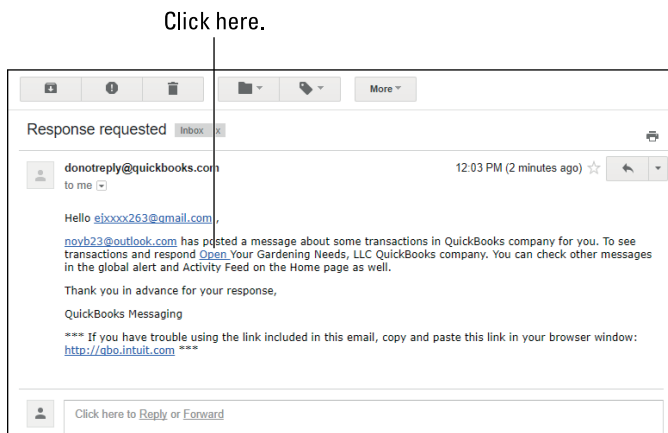 Click here.
More
Response requested Inbox x
donotreply@quickbooks.com 12:03 PM (2 minutes ago)
to me
Hello ejxxxx263@gmail.com ,
noyb23@outlook.com has posted a message about some transactions in QuickBooks company for you. To see
transactions and respond Open Your Gardening Needs, LLC QuickBooks company. You can check other messages
in the global alert and Activity Feed on the Home page as well.
Thank you in advance for your response,
QuickBooks Messaging
*** If you have trouble using the link included in this email, copy and paste this link in your browser window:
http://qbo.intuit.com ***
Click here to Reply or Forward